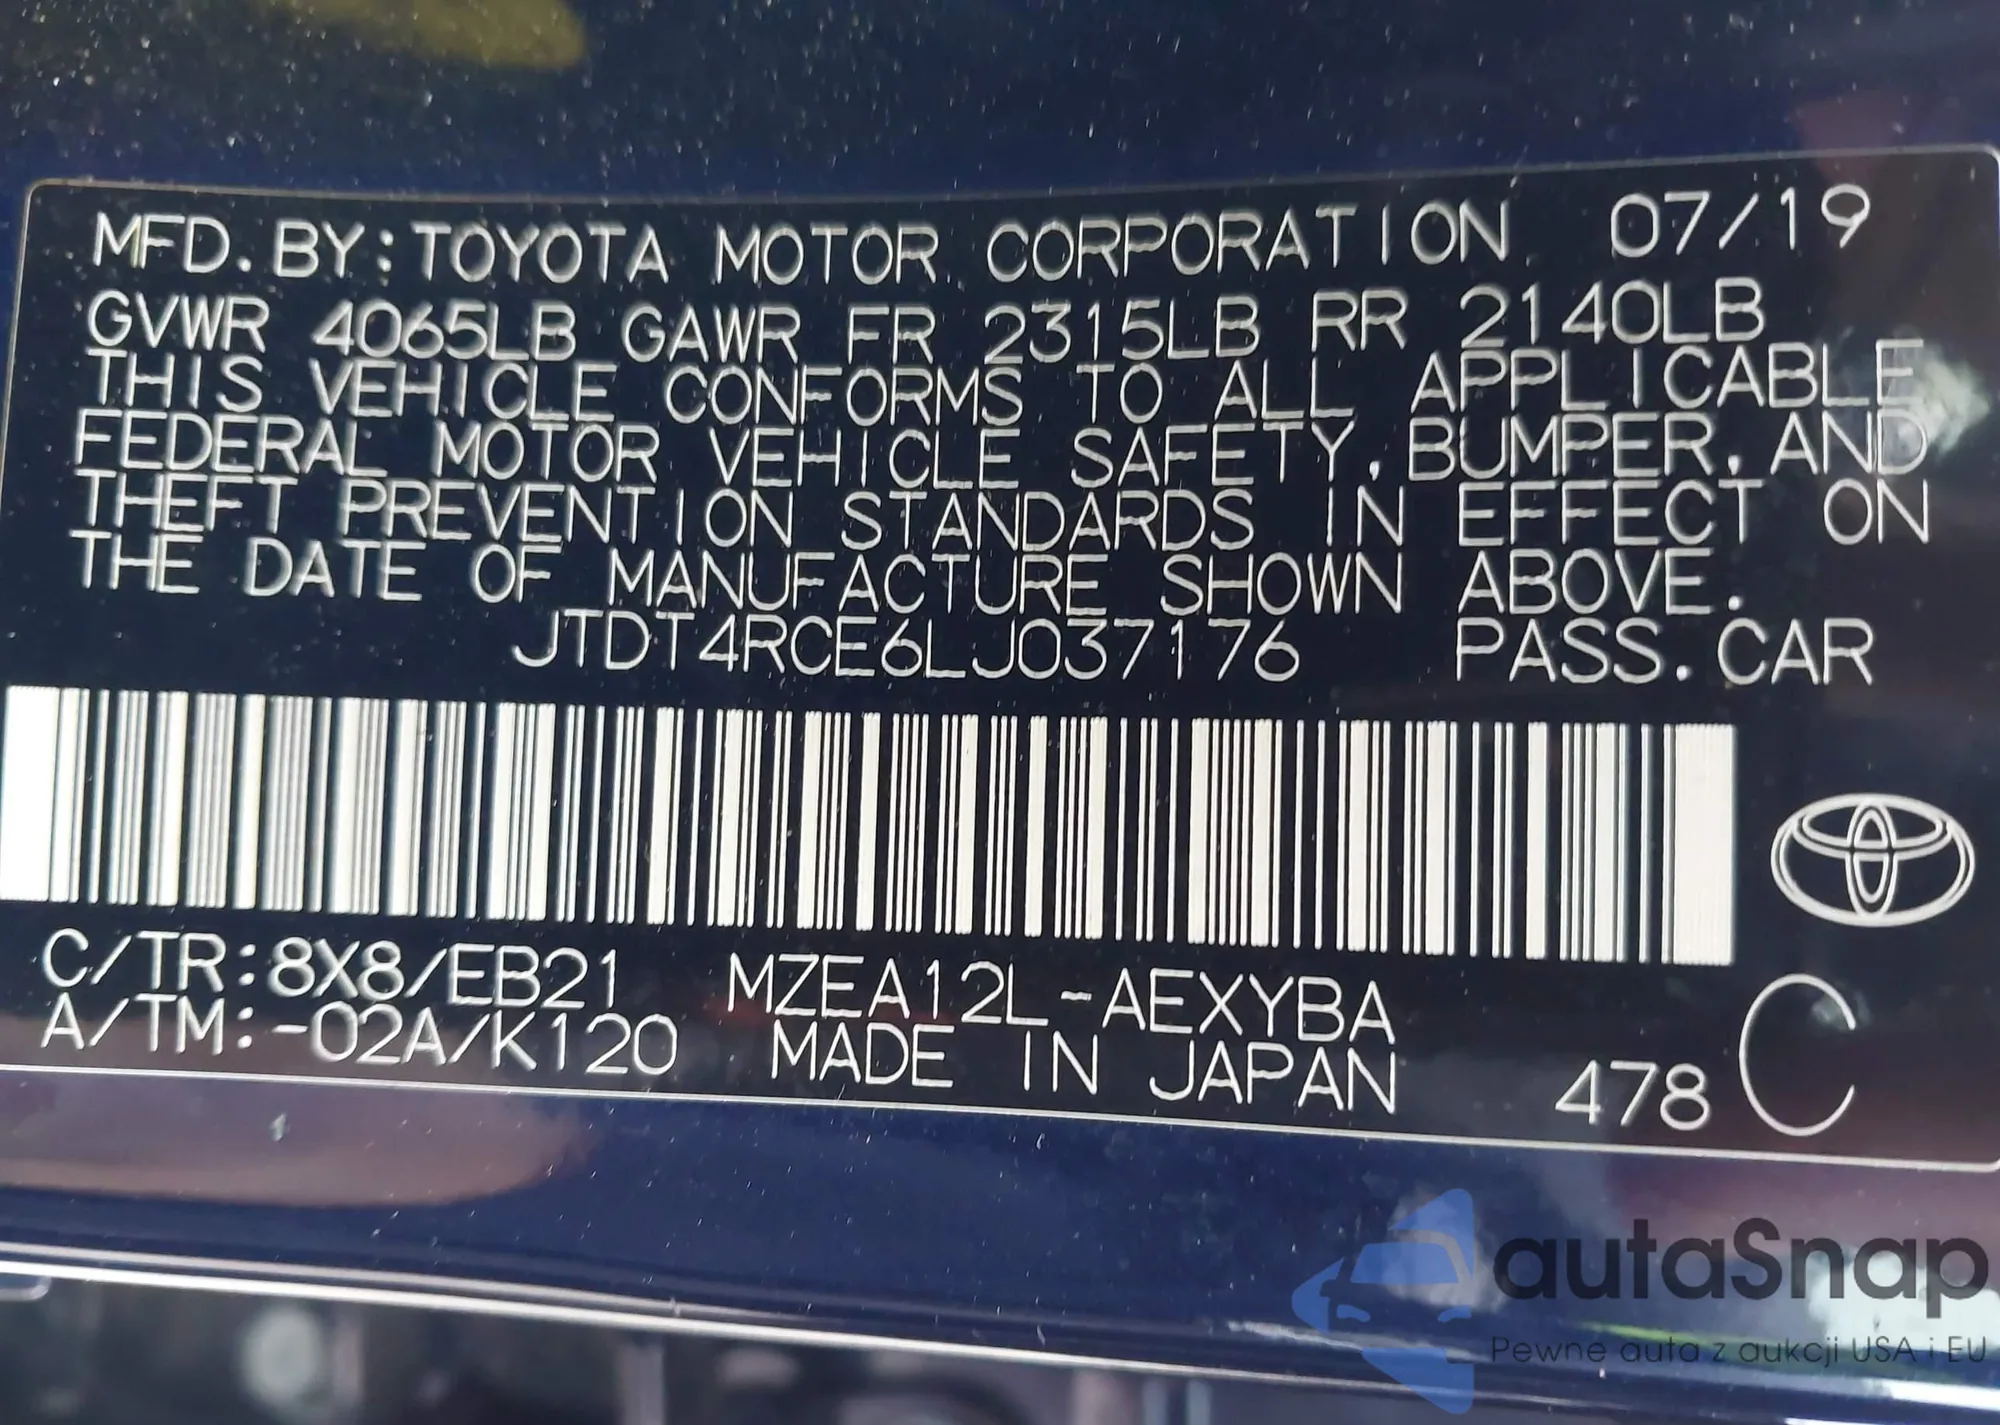 MFD. BY: TOYOTA MOTOR CORPORATION 07/19
GVWR 4065LB GAWR FR 2315LB RR 2140LB
THIS VEHICLE CONFORMS TO ALL APPLICABLE
FEDERAL MOTOR VEHICLE SAFETY, BUMPER, AND
THEFT PREVENTION STANDARDS IN EFFECT ON
THE DATE OF MANUFACTURE SHOWN ABOVE.
JTDT4RCE6LJ037176 PASS. CAR
C/TR: 8X8/EB21 MZEA12L-AEXYBA
A/TM: -02A/K120 MADE IN JAPAN 478 C
autaSnap
Pewne auta z aukcji USA i EU